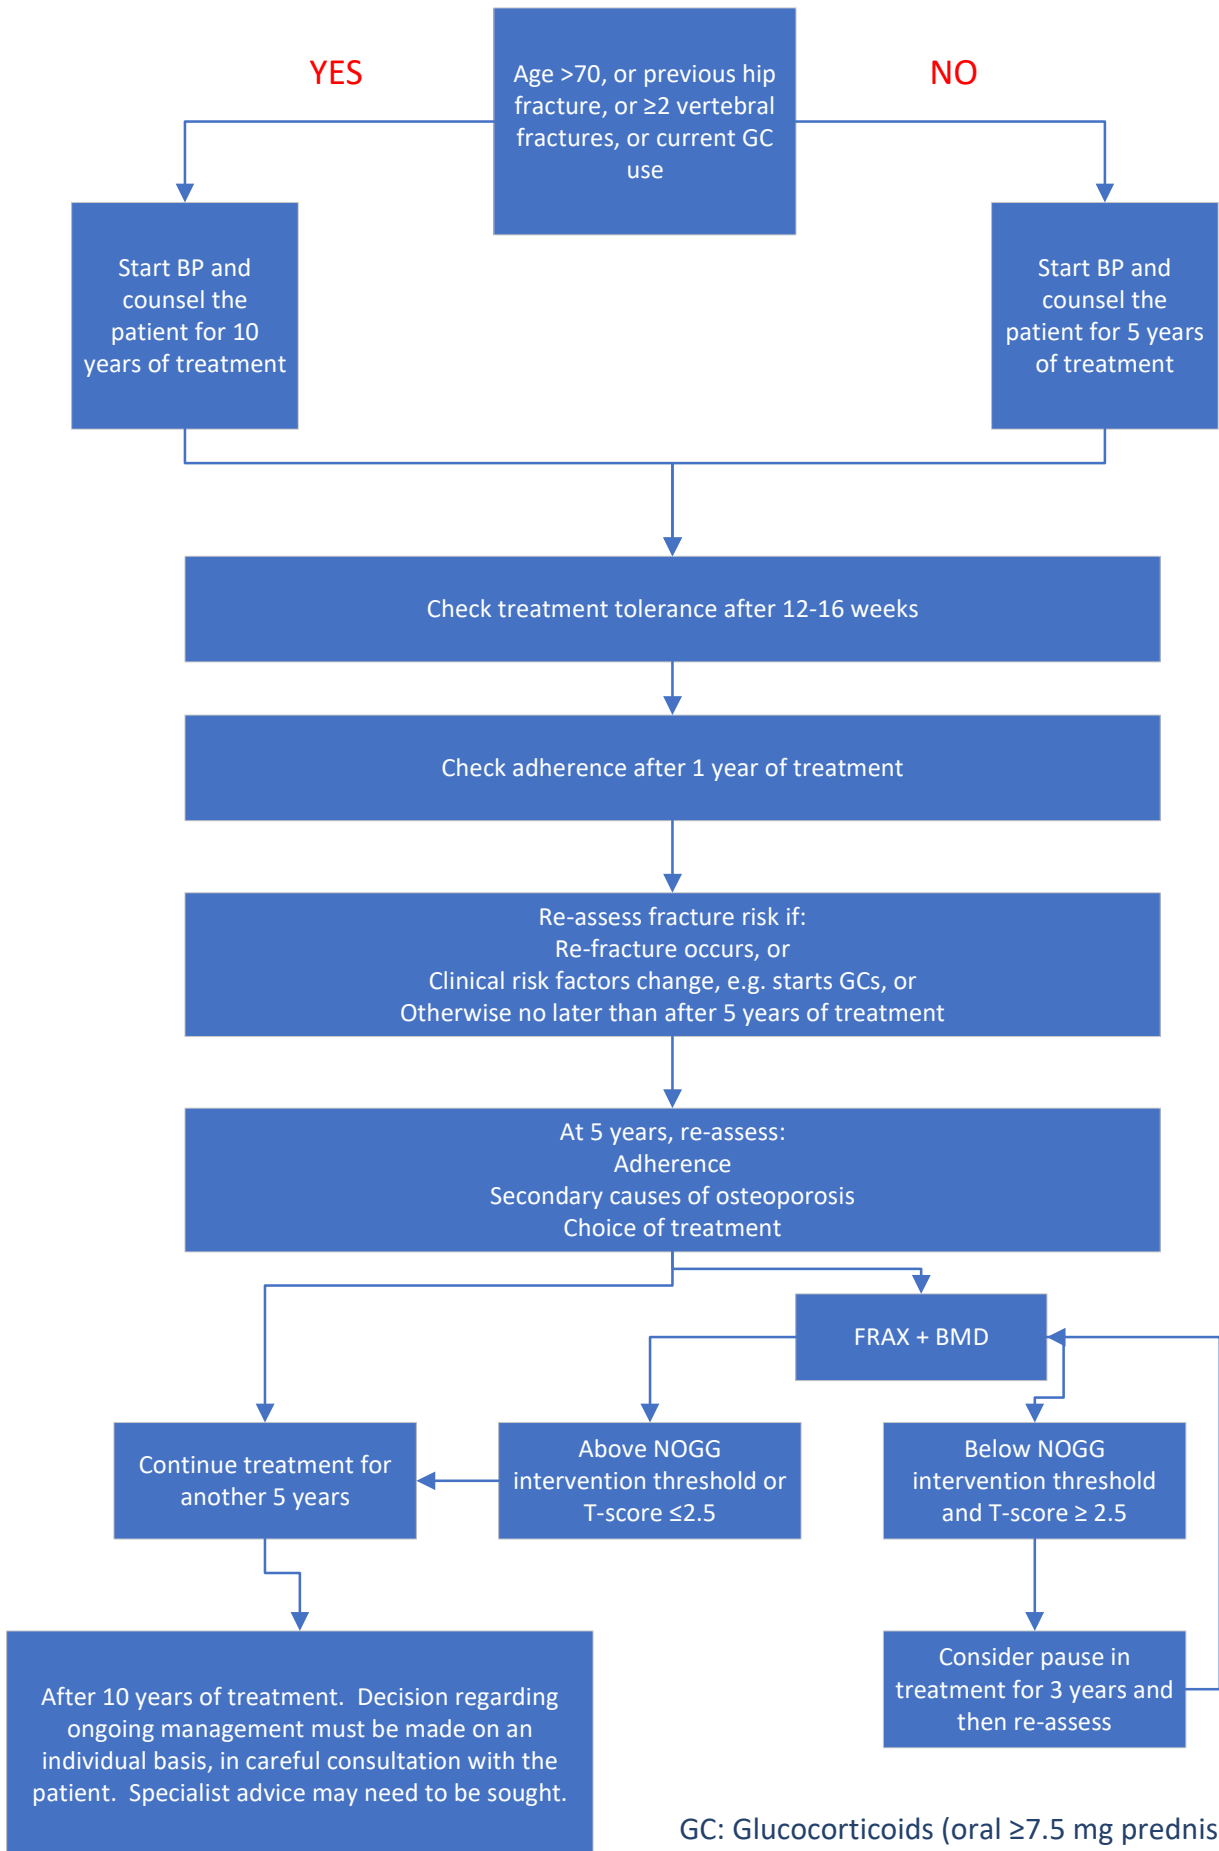 YES
NO
Age >70, or previous hip
fracture, or ≥2 vertebral
fractures, or current GC
use
Start BP and
counsel the
patient for 10
years of treatment
Start BP and
counsel the
patient for 5 years
of treatment
Check treatment tolerance after 12-16 weeks
Check adherence after 1 year of treatment
Re-assess fracture risk if:
Re-fracture occurs, or
Clinical risk factors change, e.g. starts GCs, or
Otherwise no later than after 5 years of treatment
At 5 years, re-assess:
Adherence
Secondary causes of osteoporosis
Choice of treatment
FRAX + BMD
Continue treatment for
another 5 years
Above NOGG
intervention threshold or
T-score ≤2.5
Below NOGG
intervention threshold
and T-score ≥ 2.5
Consider pause in
treatment for 3 years and
then re-assess
After 10 years of treatment.  Decision regarding
ongoing management must be made on an
individual basis, in careful consultation with the
patient.  Specialist advice may need to be sought.
GC: Glucocorticoids (oral ≥7.5 mg prednis